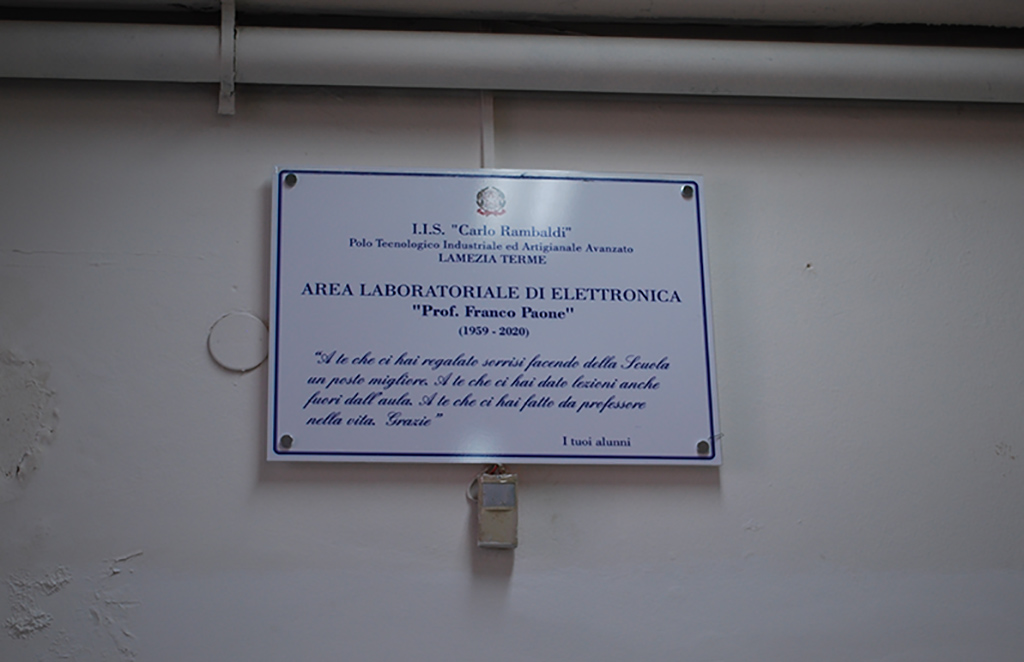 I.I.S. "Carlo Rambaldi"
Polo Tecnologico Industriale ed Artigianale Avanzato
LAMEZIA TERME
AREA LABORATORIALE DI ELETTRONICA
"Prof. Franco Paone"
(1959 - 2020)
“A te che ci hai regalato sorrisi facendo della Scuola
un posto migliore. A te che ci hai dato lezioni anche
fuori dall'aula. A te che ci hai fatto da professore
nella vita. Grazie”
I tuoi alunni